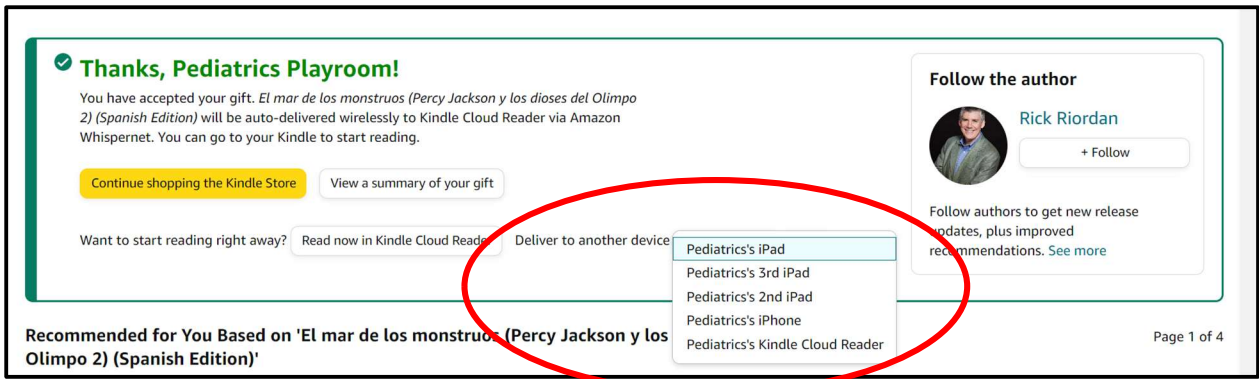 Thanks, Pediatrics Playroom!
You have accepted your gift. El mar de los monstruos (Percy Jackson y los dioses del Olimpo
2) (Spanish Edition) will be auto-delivered wirelessly to Kindle Cloud Reader via Amazon
Whispernet. You can go to your Kindle to start reading.
Continue shopping the Kindle Store
View a summary of your gift
Want to start reading right away?
Read now in Kindle Cloud Reader
Deliver to another device
Pediatrics's iPad
Pediatrics's 3rd iPad
Pediatrics's 2nd iPad
Pediatrics's iPhone
Pediatrics's Kindle Cloud Reader
Follow the author
Rick Riordan
+ Follow
Follow authors to get new release
updates, plus improved
recommendations. See more
Recommended for You Based on 'El mar de los monstruos (Percy Jackson y los
Olimpo 2) (Spanish Edition)'
Page 1 of 4